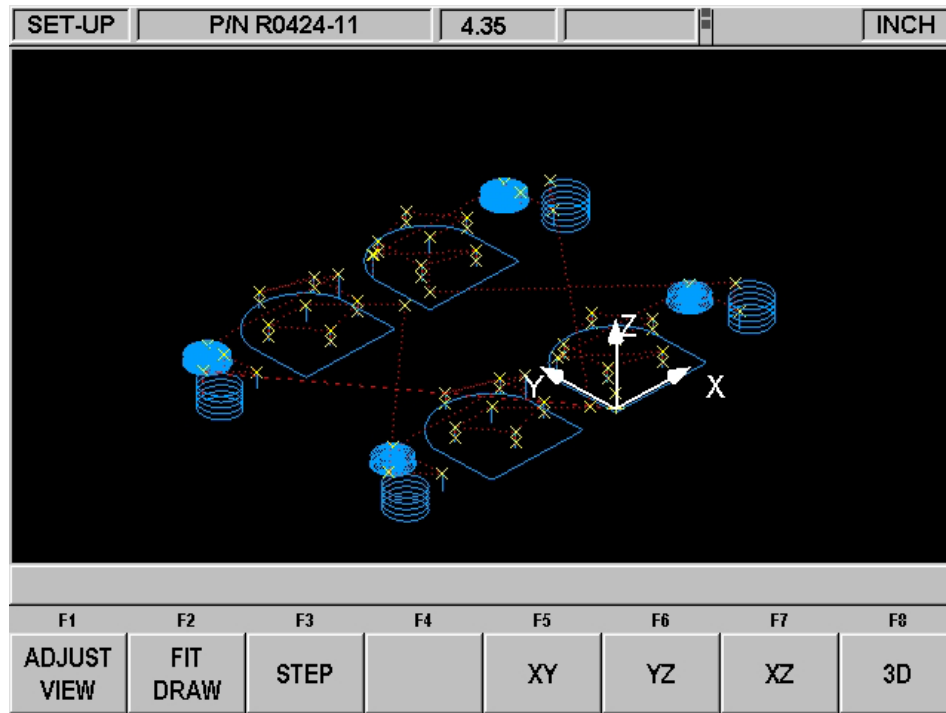 SET-UP P/N R0424-11 4.35 INCH
Z
Y X
F1 F2 F3 F4 F5 F6 F7 F8
ADJUST FIT STEP XY YZ XZ 3D
VIEW DRAW